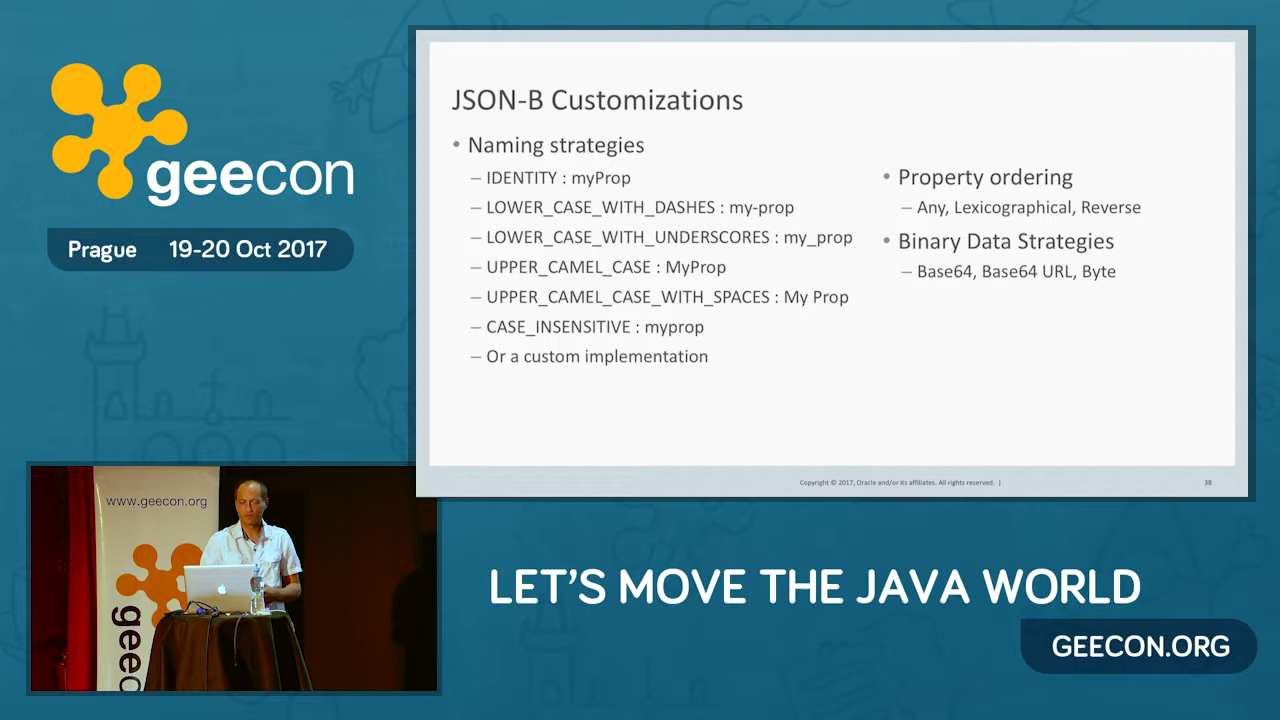 geecon
Prague 19-20 Oct 2017
JSON-B Customizations
• Naming strategies
– IDENTITY : myProp
– LOWER_CASE_WITH_DASHES : my-prop
– LOWER_CASE_WITH_UNDERSCORES : my_prop
– UPPER_CAMEL_CASE : MyProp
– UPPER_CAMEL_CASE_WITH_SPACES : My Prop
– CASE_INSENSITIVE : myprop
– Or a custom implementation
• Property ordering
– Any, Lexicographical, Reverse
• Binary Data Strategies
– Base64, Base64 URL, Byte
Copyright © 2017, Oracle and/or its affiliates. All rights reserved. |
38
www.geecon.org
geeco
LET'S MOVE THE JAVA WORLD
GEECON.ORG